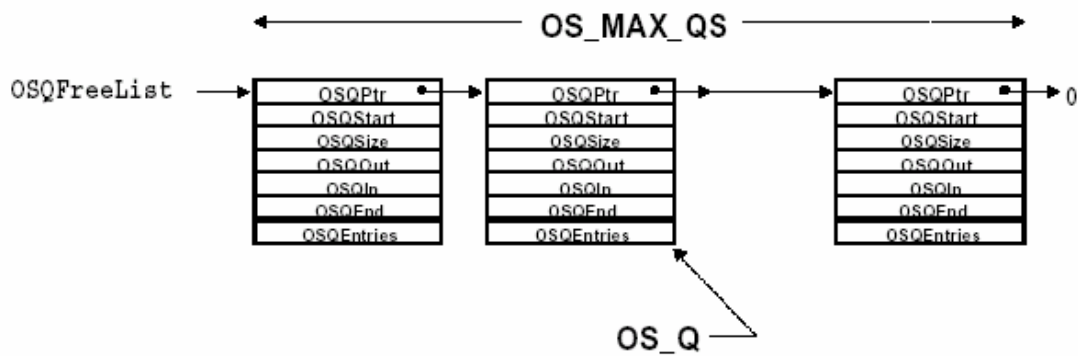 OS_MAX_QS
OSQFreeList
OSQPtr OSQPtr OSQPtr 0
OSQStart OSQStart OSQStart
OSQSize OSQSize OSQSize
OSQOut OSQOut OSQOut
OSQIn OSQIn OSQIn
OSQEnd OSQEnd OSQEnd
OSQEntries OSQEntries OSQEntries
OS_Q